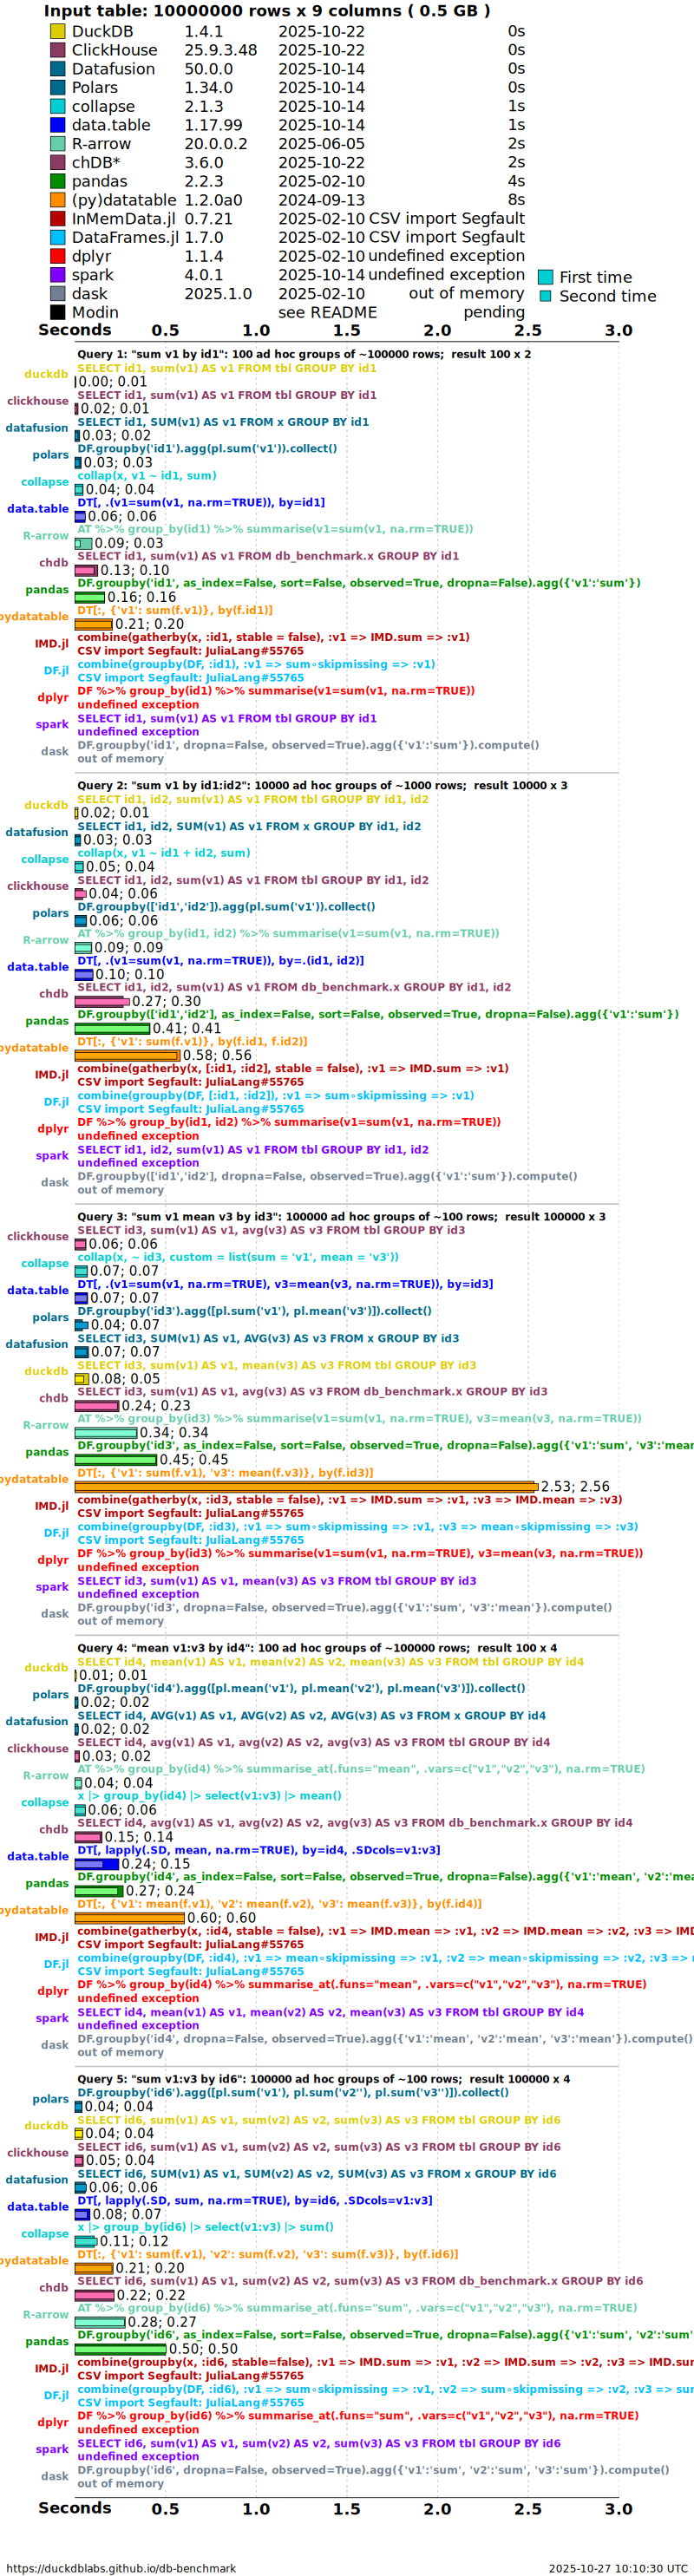 Input table: 10000000 rows x 9 columns ( 0.5 GB )
DuckDB 1.4.1 2025-10-22 0s
ClickHouse 25.9.3.48 2025-10-22 0s
Datafusion 50.0.0 2025-10-14 0s
Polars 1.34.0 2025-10-14 0s
collapse 2.1.3 2025-10-14 1s
data.table 1.17.99 2025-10-14 1s
R-arrow 20.0.0.2 2025-06-05 2s
chDB* 3.6.0 2025-10-22 2s
pandas 2.2.3 2025-02-10 4s
(py)datatable 1.2.0a0 2024-09-13 8s
InMemData.jl 0.7.21 2025-02-10 CSV import Segfault
DataFrames.jl 1.7.0 2025-02-10 CSV import Segfault
dplyr 1.1.4 2025-02-10 undefined exception
spark 4.0.1 2025-10-14 undefined exception
dask 2025.1.0 2025-02-10 out of memory
Modin see README pending
First time
Second time
Seconds 0.5 1.0 1.5 2.0 2.5 3.0
Query 1: "sum v1 by id1": 100 ad hoc groups of ~100000 rows; result 100 x 2
duckdb SELECT id1, sum(v1) AS v1 FROM tbl GROUP BY id1
0.00; 0.01
clickhouse SELECT id1, sum(v1) AS v1 FROM tbl GROUP BY id1
0.02; 0.01
datafusion SELECT id1, SUM(v1) AS v1 FROM x GROUP BY id1
0.03; 0.02
polars DF.groupby('id1').agg(pl.sum('v1')).collect()
0.03; 0.03
collapse collap(x, v1 ~ id1, sum)
0.04; 0.04
data.table DT[, .(v1=sum(v1, na.rm=TRUE)), by=id1]
0.06; 0.06
R-arrow AT %>% group_by(id1) %>% summarise(v1=sum(v1, na.rm=TRUE))
0.09; 0.03
chdb SELECT id1, sum(v1) AS v1 FROM db_benchmark.x GROUP BY id1
0.13; 0.10
pandas DF.groupby('id1', as_index=False, sort=False, observed=True, dropna=False).agg({'v1':'sum'})
0.16; 0.16
pydatatable DT[:, {'v1': sum(f.v1)}, by(f.id1)]
0.21; 0.20
IMD.jl combine(gatherby(x, :id1, stable = false), :v1 => IMD.sum => :v1)
CSV import Segfault: JuliaLang#55765
DF.jl combine(groupby(DF, :id1), :v1 => sum∘skipmissing => :v1)
CSV import Segfault: JuliaLang#55765
dplyr DF %>% group_by(id1) %>% summarise(v1=sum(v1, na.rm=TRUE))
undefined exception
spark SELECT id1, sum(v1) AS v1 FROM tbl GROUP BY id1
undefined exception
dask DF.groupby('id1', dropna=False, observed=True).agg({'v1':'sum'}).compute()
out of memory
Query 2: "sum v1 by id1:id2": 10000 ad hoc groups of ~1000 rows; result 10000 x 3
duckdb SELECT id1, id2, sum(v1) AS v1 FROM tbl GROUP BY id1, id2
0.02; 0.01
datafusion SELECT id1, id2, SUM(v1) AS v1 FROM x GROUP BY id1, id2
0.03; 0.03
collapse collap(x, v1 ~ id1 + id2, sum)
0.05; 0.04
clickhouse SELECT id1, id2, sum(v1) AS v1 FROM tbl GROUP BY id1, id2
0.04; 0.06
polars DF.groupby(['id1','id2']).agg(pl.sum('v1')).collect()
0.06; 0.06
R-arrow AT %>% group_by(id1, id2) %>% summarise(v1=sum(v1, na.rm=TRUE))
0.09; 0.09
data.table DT[, .(v1=sum(v1, na.rm=TRUE)), by=.(id1, id2)]
0.10; 0.10
chdb SELECT id1, id2, sum(v1) AS v1 FROM db_benchmark.x GROUP BY id1, id2
0.27; 0.30
pandas DF.groupby(['id1','id2'], as_index=False, sort=False, observed=True, dropna=False).agg({'v1':'sum'})
0.41; 0.41
pydatatable DT[:, {'v1': sum(f.v1)}, by(f.id1, f.id2)]
0.58; 0.56
IMD.jl combine(gatherby(x, [:id1, :id2], stable = false), :v1 => IMD.sum => :v1)
CSV import Segfault: JuliaLang#55765
DF.jl combine(groupby(DF, [:id1, :id2]), :v1 => sum∘skipmissing => :v1)
CSV import Segfault: JuliaLang#55765
dplyr DF %>% group_by(id1, id2) %>% summarise(v1=sum(v1, na.rm=TRUE))
undefined exception
spark SELECT id1, id2, sum(v1) AS v1 FROM tbl GROUP BY id1, id2
undefined exception
dask DF.groupby(['id1','id2'], dropna=False, observed=True).agg({'v1':'sum'}).compute()
out of memory
Query 3: "sum v1 mean v3 by id3": 100000 ad hoc groups of ~100 rows; result 100000 x 3
clickhouse SELECT id3, sum(v1) AS v1, avg(v3) AS v3 FROM tbl GROUP BY id3
0.06; 0.06
collapse collap(x, ~ id3, custom = list(sum = 'v1', mean = 'v3'))
0.07; 0.07
data.table DT[, .(v1=sum(v1, na.rm=TRUE), v3=mean(v3, na.rm=TRUE)), by=id3]
0.07; 0.07
polars DF.groupby('id3').agg([pl.sum('v1'), pl.mean('v3')]).collect()
0.04; 0.07
datafusion SELECT id3, SUM(v1) AS v1, AVG(v3) AS v3 FROM x GROUP BY id3
0.07; 0.07
duckdb SELECT id3, sum(v1) AS v1, mean(v3) AS v3 FROM tbl GROUP BY id3
0.08; 0.05
chdb SELECT id3, sum(v1) AS v1, avg(v3) AS v3 FROM db_benchmark.x GROUP BY id3
0.24; 0.23
R-arrow AT %>% group_by(id3) %>% summarise(v1=sum(v1, na.rm=TRUE), v3=mean(v3, na.rm=TRUE))
0.34; 0.34
pandas DF.groupby('id3', as_index=False, sort=False, observed=True, dropna=False).agg({'v1':'sum', 'v3':'mean
0.45; 0.45
pydatatable DT[:, {'v1': sum(f.v1), 'v3': mean(f.v3)}, by(f.id3)]
2.53; 2.56
IMD.jl combine(gatherby(x, :id3, stable = false), :v1 => IMD.sum => :v1, :v3 => IMD.mean => :v3)
CSV import Segfault: JuliaLang#55765
DF.jl combine(groupby(DF, :id3), :v1 => sum∘skipmissing => :v1, :v3 => mean∘skipmissing => :v3)
CSV import Segfault: JuliaLang#55765
dplyr DF %>% group_by(id3) %>% summarise(v1=sum(v1, na.rm=TRUE), v3=mean(v3, na.rm=TRUE))
undefined exception
spark SELECT id3, sum(v1) AS v1, mean(v3) AS v3 FROM tbl GROUP BY id3
undefined exception
dask DF.groupby('id3', dropna=False, observed=True).agg({'v1':'sum', 'v3':'mean'}).compute()
out of memory
Query 4: "mean v1:v3 by id4": 100 ad hoc groups of ~100000 rows; result 100 x 4
duckdb SELECT id4, mean(v1) AS v1, mean(v2) AS v2, mean(v3) AS v3 FROM tbl GROUP BY id4
0.01; 0.01
polars DF.groupby('id4').agg([pl.mean('v1'), pl.mean('v2'), pl.mean('v3')]).collect()
0.02; 0.02
datafusion SELECT id4, AVG(v1) AS v1, AVG(v2) AS v2, AVG(v3) AS v3 FROM x GROUP BY id4
0.02; 0.02
clickhouse SELECT id4, avg(v1) AS v1, avg(v2) AS v2, avg(v3) AS v3 FROM tbl GROUP BY id4
0.03; 0.02
R-arrow AT %>% group_by(id4) %>% summarise_at(.funs="mean", .vars=c("v1","v2","v3"), na.rm=TRUE)
0.04; 0.04
collapse x |> group_by(id4) |> select(v1:v3) |> mean()
0.06; 0.06
chdb SELECT id4, avg(v1) AS v1, avg(v2) AS v2, avg(v3) AS v3 FROM db_benchmark.x GROUP BY id4
0.15; 0.14
data.table DT[, lapply(.SD, mean, na.rm=TRUE), by=id4, .SDcols=v1:v3]
0.24; 0.15
pandas DF.groupby('id4', as_index=False, sort=False, observed=True, dropna=False).agg({'v1':'mean', 'v2':'mea
0.27; 0.24
pydatatable DT[:, {'v1': mean(f.v1), 'v2': mean(f.v2), 'v3': mean(f.v3)}, by(f.id4)]
0.60; 0.60
IMD.jl combine(gatherby(x, :id4, stable = false), :v1 => IMD.mean => :v1, :v2 => IMD.mean => :v2, :v3 => IMD
CSV import Segfault: JuliaLang#55765
DF.jl combine(groupby(DF, :id4), :v1 => mean∘skipmissing => :v1, :v2 => mean∘skipmissing => :v2, :v3 => m
CSV import Segfault: JuliaLang#55765
dplyr DF %>% group_by(id4) %>% summarise_at(.funs="mean", .vars=c("v1","v2","v3"), na.rm=TRUE)
undefined exception
spark SELECT id4, mean(v1) AS v1, mean(v2) AS v2, mean(v3) AS v3 FROM tbl GROUP BY id4
undefined exception
dask DF.groupby('id4', dropna=False, observed=True).agg({'v1':'mean', 'v2':'mean', 'v3':'mean'}).compute()
out of memory
Query 5: "sum v1:v3 by id6": 100000 ad hoc groups of ~100 rows; result 100000 x 4
polars DF.groupby('id6').agg([pl.sum('v1'), pl.sum('v2''), pl.sum('v3'')]).collect()
0.04; 0.04
duckdb SELECT id6, sum(v1) AS v1, sum(v2) AS v2, sum(v3) AS v3 FROM tbl GROUP BY id6
0.04; 0.04
clickhouse SELECT id6, sum(v1) AS v1, sum(v2) AS v2, sum(v3) AS v3 FROM tbl GROUP BY id6
0.05; 0.04
datafusion SELECT id6, SUM(v1) AS v1, SUM(v2) AS v2, SUM(v3) AS v3 FROM x GROUP BY id6
0.06; 0.06
data.table DT[, lapply(.SD, sum, na.rm=TRUE), by=id6, .SDcols=v1:v3]
0.08; 0.07
collapse x |> group_by(id6) |> select(v1:v3) |> sum()
0.11; 0.12
pydatatable DT[:, {'v1': sum(f.v1), 'v2': sum(f.v2), 'v3': sum(f.v3)}, by(f.id6)]
0.21; 0.20
chdb SELECT id6, sum(v1) AS v1, sum(v2) AS v2, sum(v3) AS v3 FROM db_benchmark.x GROUP BY id6
0.22; 0.22
R-arrow AT %>% group_by(id6) %>% summarise_at(.funs="sum", .vars=c("v1","v2","v3"), na.rm=TRUE)
0.28; 0.27
pandas DF.groupby('id6', as_index=False, sort=False, observed=True, dropna=False).agg({'v1':'sum', 'v2':'sum'
0.50; 0.50
IMD.jl combine(groupby(x, :id6, stable=false), :v1 => IMD.sum => :v1, :v2 => IMD.sum => :v2, :v3 => IMD.sur
CSV import Segfault: JuliaLang#55765
DF.jl combine(groupby(DF, :id6), :v1 => sum∘skipmissing => :v1, :v2 => sum∘skipmissing => :v2, :v3 => sur
CSV import Segfault: JuliaLang#55765
dplyr DF %>% group_by(id6) %>% summarise_at(.funs="sum", .vars=c("v1","v2","v3"), na.rm=TRUE)
undefined exception
spark SELECT id6, sum(v1) AS v1, sum(v2) AS v2, sum(v3) AS v3 FROM tbl GROUP BY id6
undefined exception
dask DF.groupby('id6', dropna=False, observed=True).agg({'v1':'sum', 'v2':'sum', 'v3':'sum'}).compute()
out of memory
Seconds 0.5 1.0 1.5 2.0 2.5 3.0
https://duckdblabs.github.io/db-benchmark 2025-10-27 10:10:30 UTC